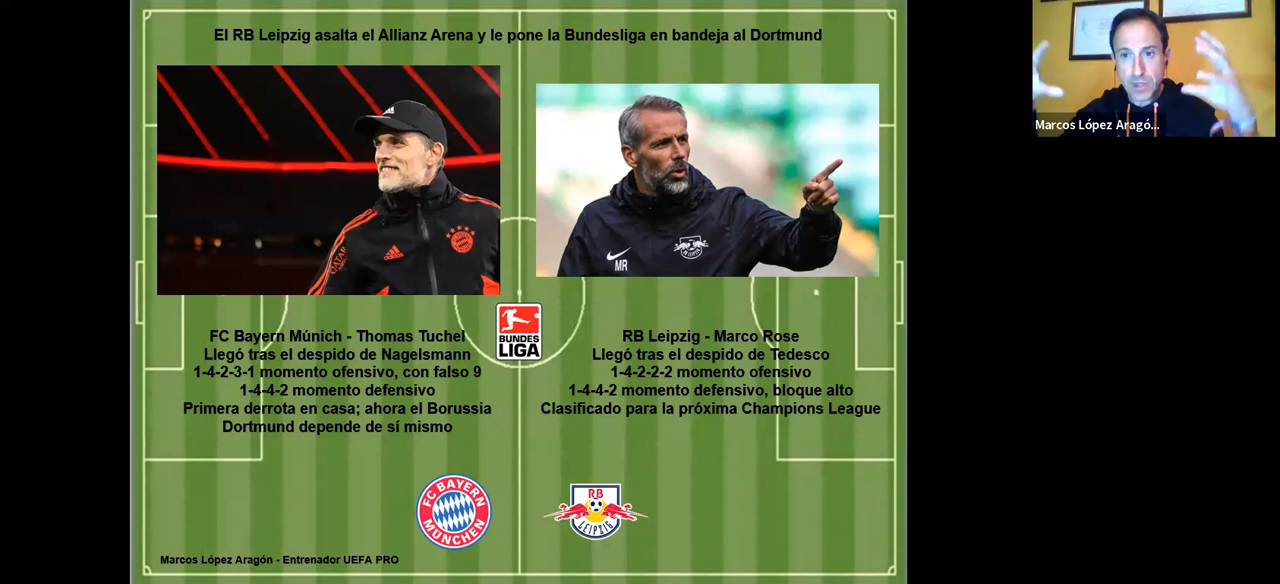 El RB Leipzig asalta el Allianz Arena y le pone la Bundesliga en bandeja al Dortmund
Marcos López Aragó...
QATAR
adidas
MR
FC Bayern Múnich - Thomas Tuchel
Llegó tras el despido de Nagelsmann
1-4-2-3-1 momento ofensivo, con falso 9
1-4-4-2 momento defensivo
Primera derrota en casa; ahora el Borussia
Dortmund depende de sí mismo
BUNDES
LIGA
RB Leipzig - Marco Rose
Llegó tras el despido de Tedesco
1-4-2-2-2 momento ofensivo
1-4-4-2 momento defensivo, bloque alto
Clasificado para la próxima Champions League
FC BAYERN
MÜNCHEN
RB
LEIPZIG
Marcos López Aragón - Entrenador UEFA PRO